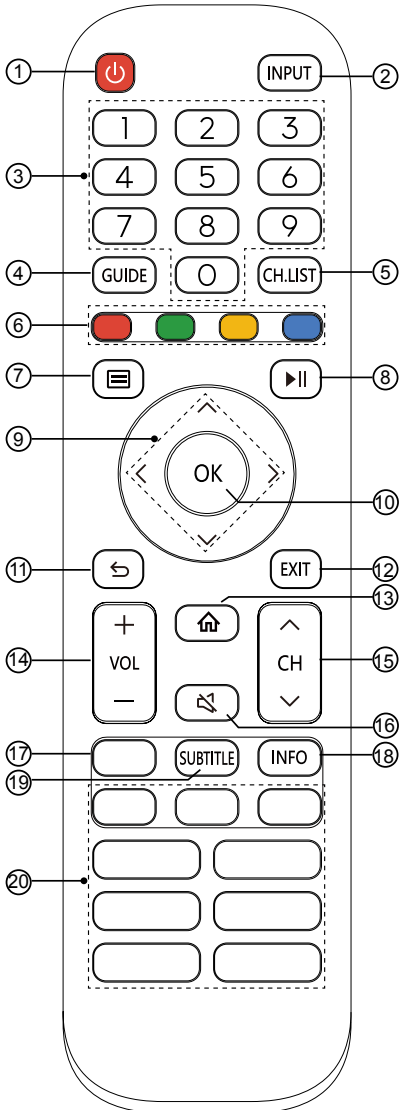 ① INPUT ②
1 2 3
③ 4 5 6
7 8 9
④ GUIDE 0 CH.LIST ⑤
⑥
⑦ ⑧
⑨
OK
⑩
⑪ EXIT ⑫
⑬
+
⑭ VOL CH ⑮
−
⑯
⑰ SUBTITLE INFO ⑱
⑲
⑳